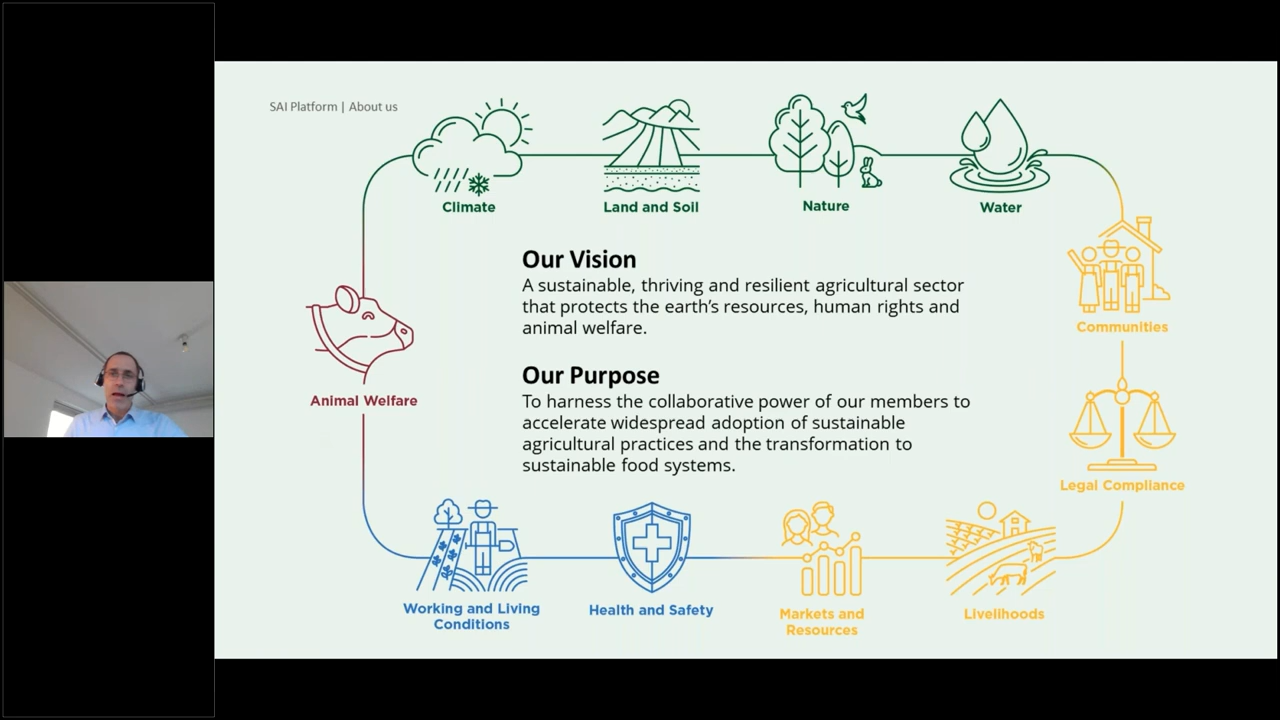 SAI Platform | About us
Climate
Land and Soil
Nature
Water
Our Vision
A sustainable, thriving and resilient agricultural sector
that protects the earth's resources, human rights and
animal welfare.
Communities
Our Purpose
To harness the collaborative power of our members to
accelerate widespread adoption of sustainable
agricultural practices and the transformation to
sustainable food systems.
Animal Welfare
Legal Compliance
Working and Living
Conditions
Health and Safety
Markets and
Resources
Livelihoods